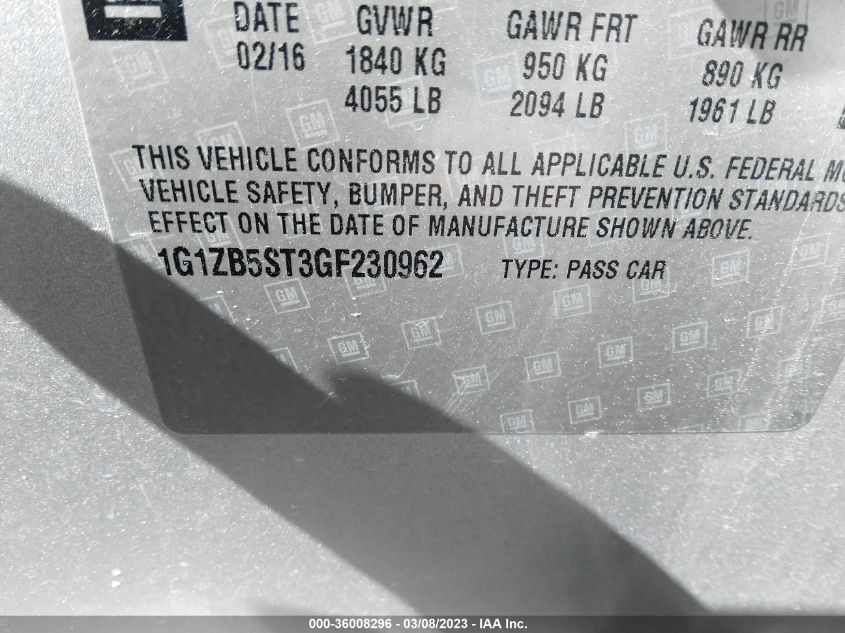 DATE GVWR GAWR FRT GAWR RR
02/16 1840 KG 950 KG 890 KG
4055 LB 2094 LB 1961 LB
THIS VEHICLE CONFORMS TO ALL APPLICABLE U.S. FEDERAL
VEHICLE SAFETY, BUMPER, AND THEFT PREVENTION STANDARDS
EFFECT ON THE DATE OF MANUFACTURE SHOWN ABOVE.
1G1ZB5ST3GF230962 TYPE: PASS CAR
GM
000-36008296 - 03/08/2023 - IAA Inc.